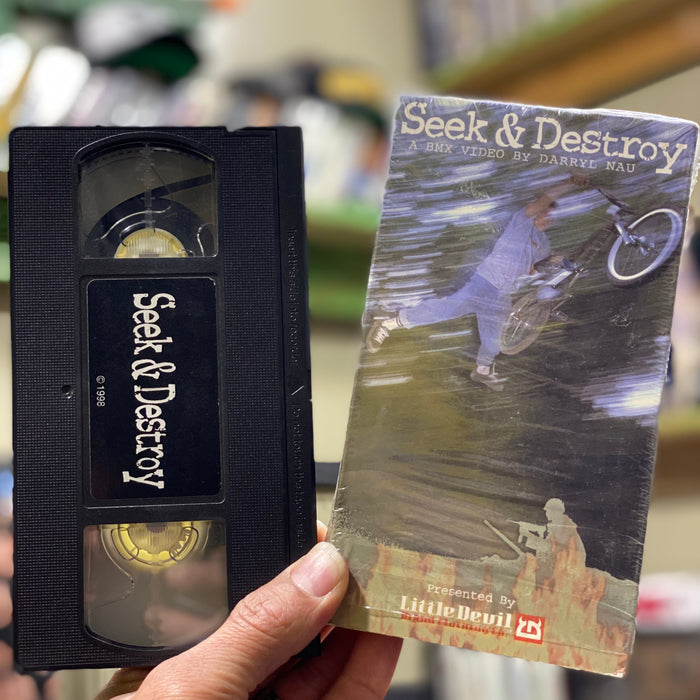 Seek & Destroy
©1998
Seek & Destroy
A BMX VIDEO BY DARRYL NAU
Presented By
Little Devil